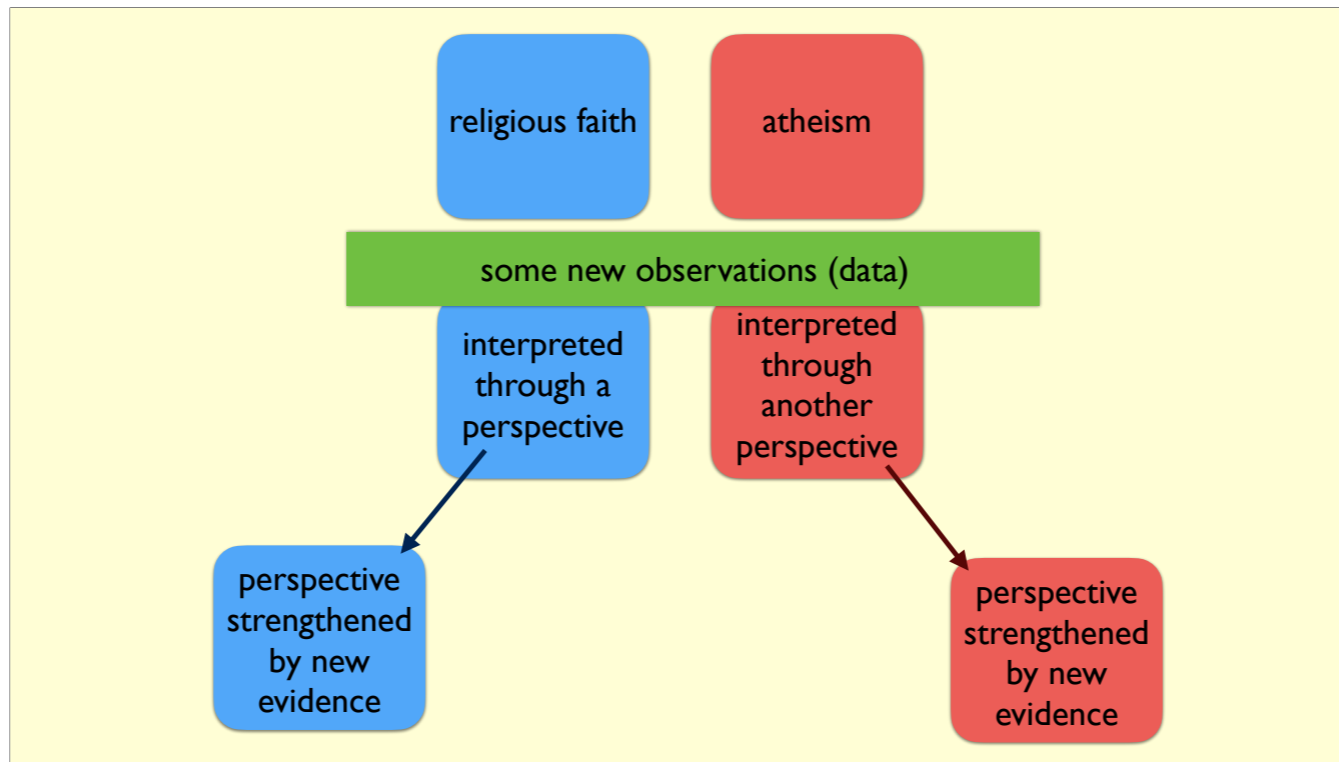 religious faith
atheism
some new observations (data)
interpreted
through a
perspective
interpreted
through
another
perspective
perspective
strengthened
by new
evidence
perspective
strengthened
by new
evidence